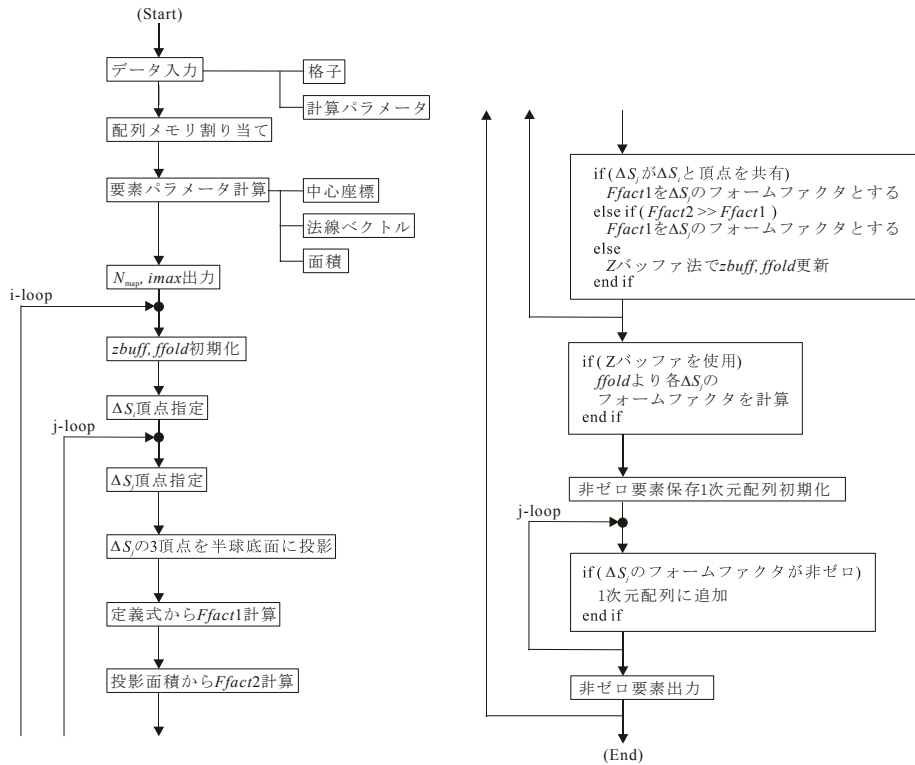 (Start)
データ入力
格子
計算パラメータ
配列メモリ割り当て
要素パラメータ計算
中心座標
法線ベクトル
面積
Nmap, imax出力
i-loop
zbuff, ffold初期化
ΔSi頂点指定
j-loop
ΔSj頂点指定
ΔSjの3頂点を半球底面に投影
定義式からFfact1計算
投影面積からFfact2計算
if (ΔSjがΔSiと頂点を共有)
Ffact1をΔSjのフォームファクタとする
else if (Ffact2 >> Ffact1 )
Ffact1をΔSjのフォームファクタとする
else
Zバッファ法でzbuff, ffold更新
end if
if (Zバッファを使用)
ffoldより各ΔSjの
フォームファクタを計算
end if
非ゼロ要素保存1次元配列初期化
j-loop
if (ΔSjのフォームファクタが非ゼロ)
1次元配列に追加
end if
非ゼロ要素出力
(End)